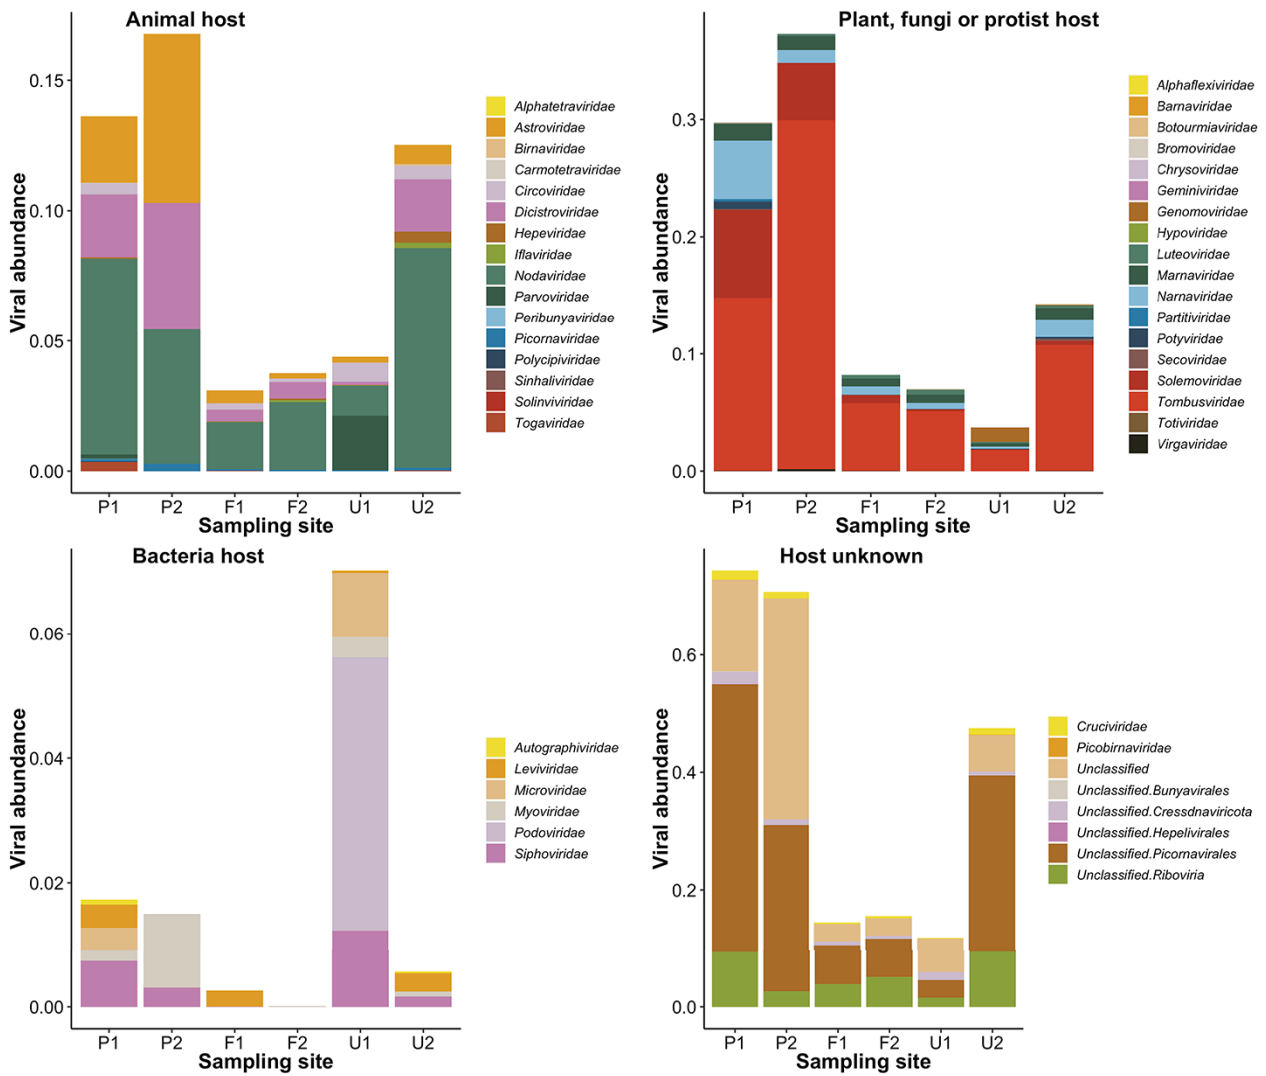 Animal host
Viral abundance
0.15
0.10
0.05
0.00
P1 P2 F1 F2 U1 U2
Sampling site
Alphatetraviridae
Astroviridae
Birnaviridae
Carmotetraviridae
Circoviridae
Dicistroviridae
Hepeviridae
Iflaviridae
Nodaviridae
Parvoviridae
Peribunyaviridae
Picornaviridae
Polycipiviridae
Sinhaliviridae
Solinviviridae
Togaviridae
Plant, fungi or protist host
Viral abundance
0.3
0.2
0.1
0.0
P1 P2 F1 F2 U1 U2
Sampling site
Alphaflexiviridae
Barnaviridae
Botourmiaviridae
Bromoviridae
Chrysoviridae
Geminiviridae
Genomoviridae
Hypoviridae
Luteoviridae
Marnaviridae
Narnaviridae
Partitiviridae
Potyviridae
Secoviridae
Solemoviridae
Tombusviridae
Totiviridae
Virgaviridae
Bacteria host
Viral abundance
0.06
0.04
0.02
0.00
P1 P2 F1 F2 U1 U2
Sampling site
Autographiviridae
Leviviridae
Microviridae
Myoviridae
Podoviridae
Siphoviridae
Host unknown
Viral abundance
0.6
0.4
0.2
0.0
P1 P2 F1 F2 U1 U2
Sampling site
Cruciviridae
Picobirnaviridae
Unclassified
Unclassified.Bunyavirales
Unclassified.Cressdnaviricota
Unclassified.Hepelivirales
Unclassified.Picornavirales
Unclassified.Riboviria